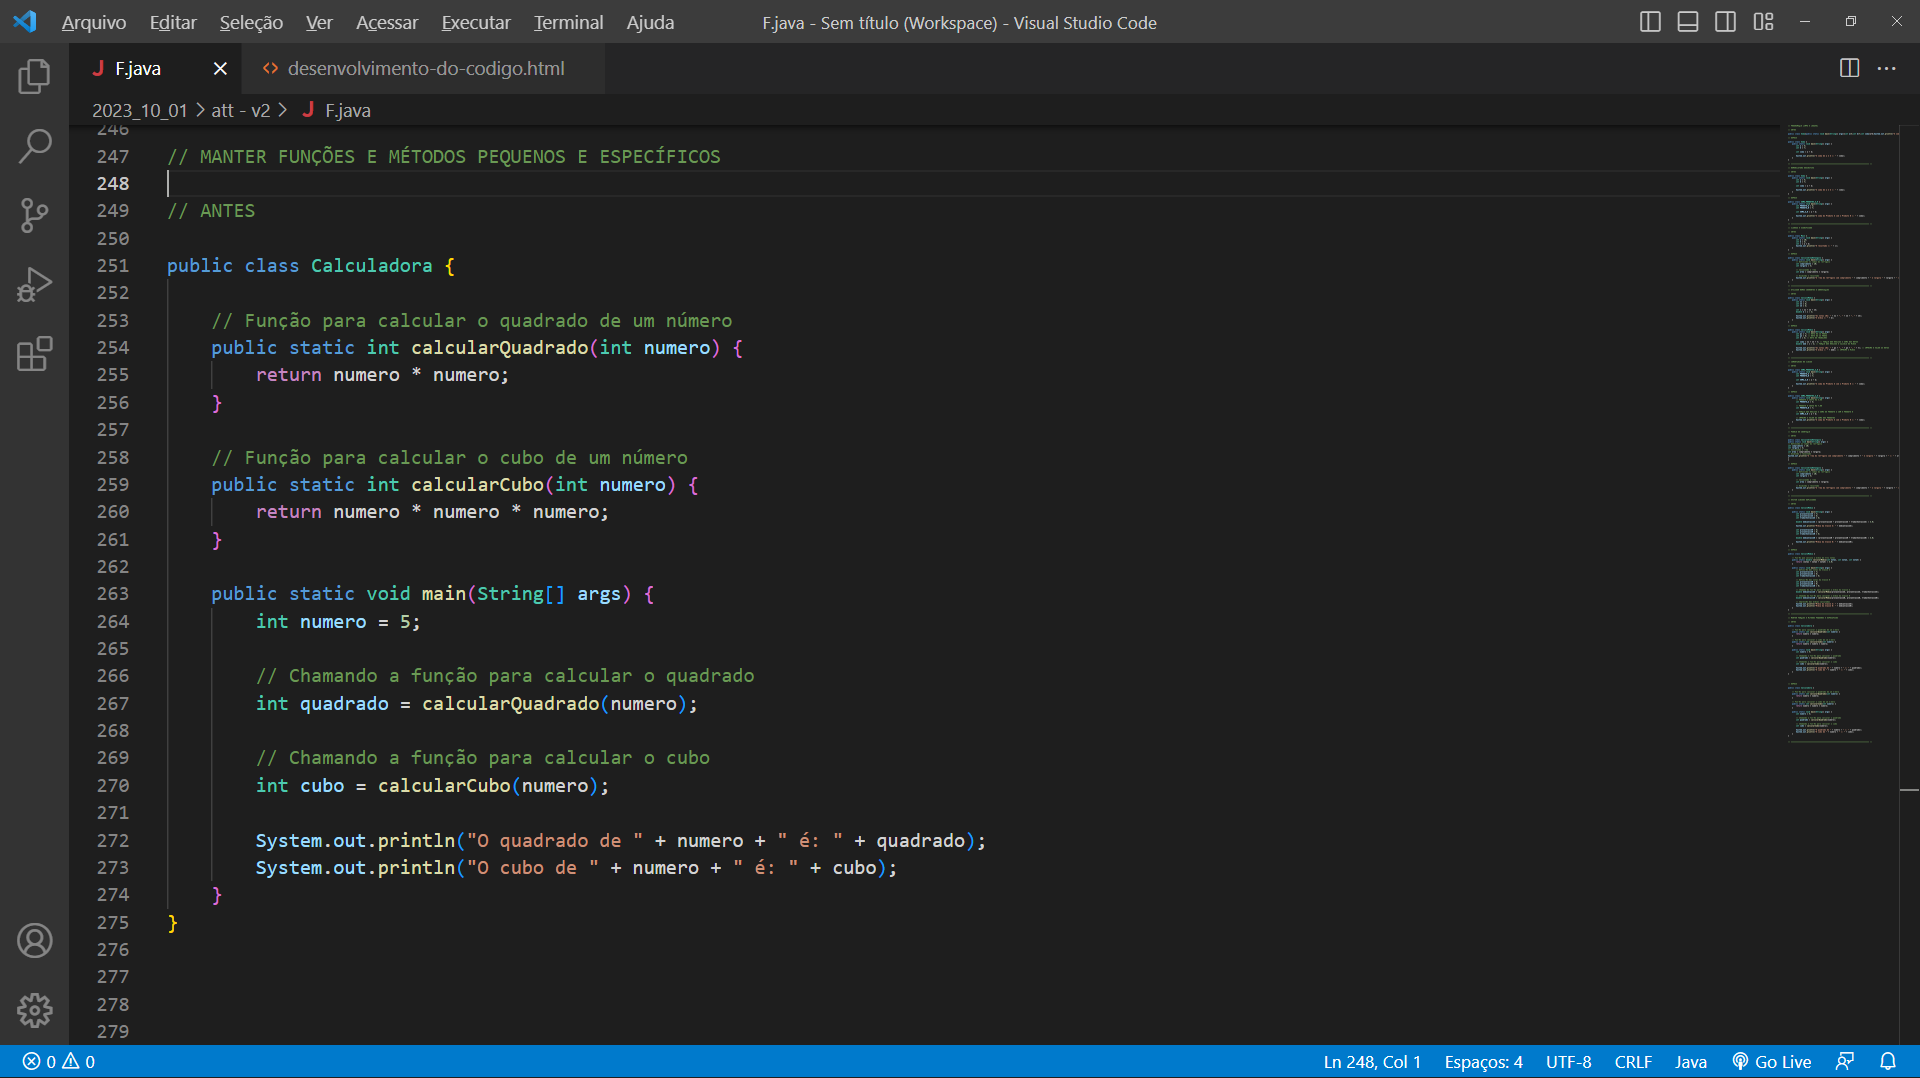 Arquivo Editar Seleção Ver Acessar Executar Terminal Ajuda F.java - Sem título (Workspace) - Visual Studio Code
F.java desenvolvimento-do-codigo.html
2023_10_01 > att - v2 > F.java
246
247 // MANTER FUNÇÕES E MÉTODOS PEQUENOS E ESPECÍFICOS
248
249 // ANTES
250
251 public class Calculadora {
252
253 // Função para calcular o quadrado de um número
254 public static int calcularQuadrado(int numero) {
255 return numero * numero;
256 }
257
258 // Função para calcular o cubo de um número
259 public static int calcularCubo(int numero) {
260 return numero * numero * numero;
261 }
262
263 public static void main(String[] args) {
264 int numero = 5;
265
266 // Chamando a função para calcular o quadrado
267 int quadrado = calcularQuadrado(numero);
268
269 // Chamando a função para calcular o cubo
270 int cubo = calcularCubo(numero);
271
272 System.out.println("O quadrado de " + numero + " é: " + quadrado);
273 System.out.println("O cubo de " + numero + " é: " + cubo);
274 }
275 }
276
277
278
279
0 0 Ln 248, Col 1 Espaços: 4 UTF-8 CRLF Java Go Live